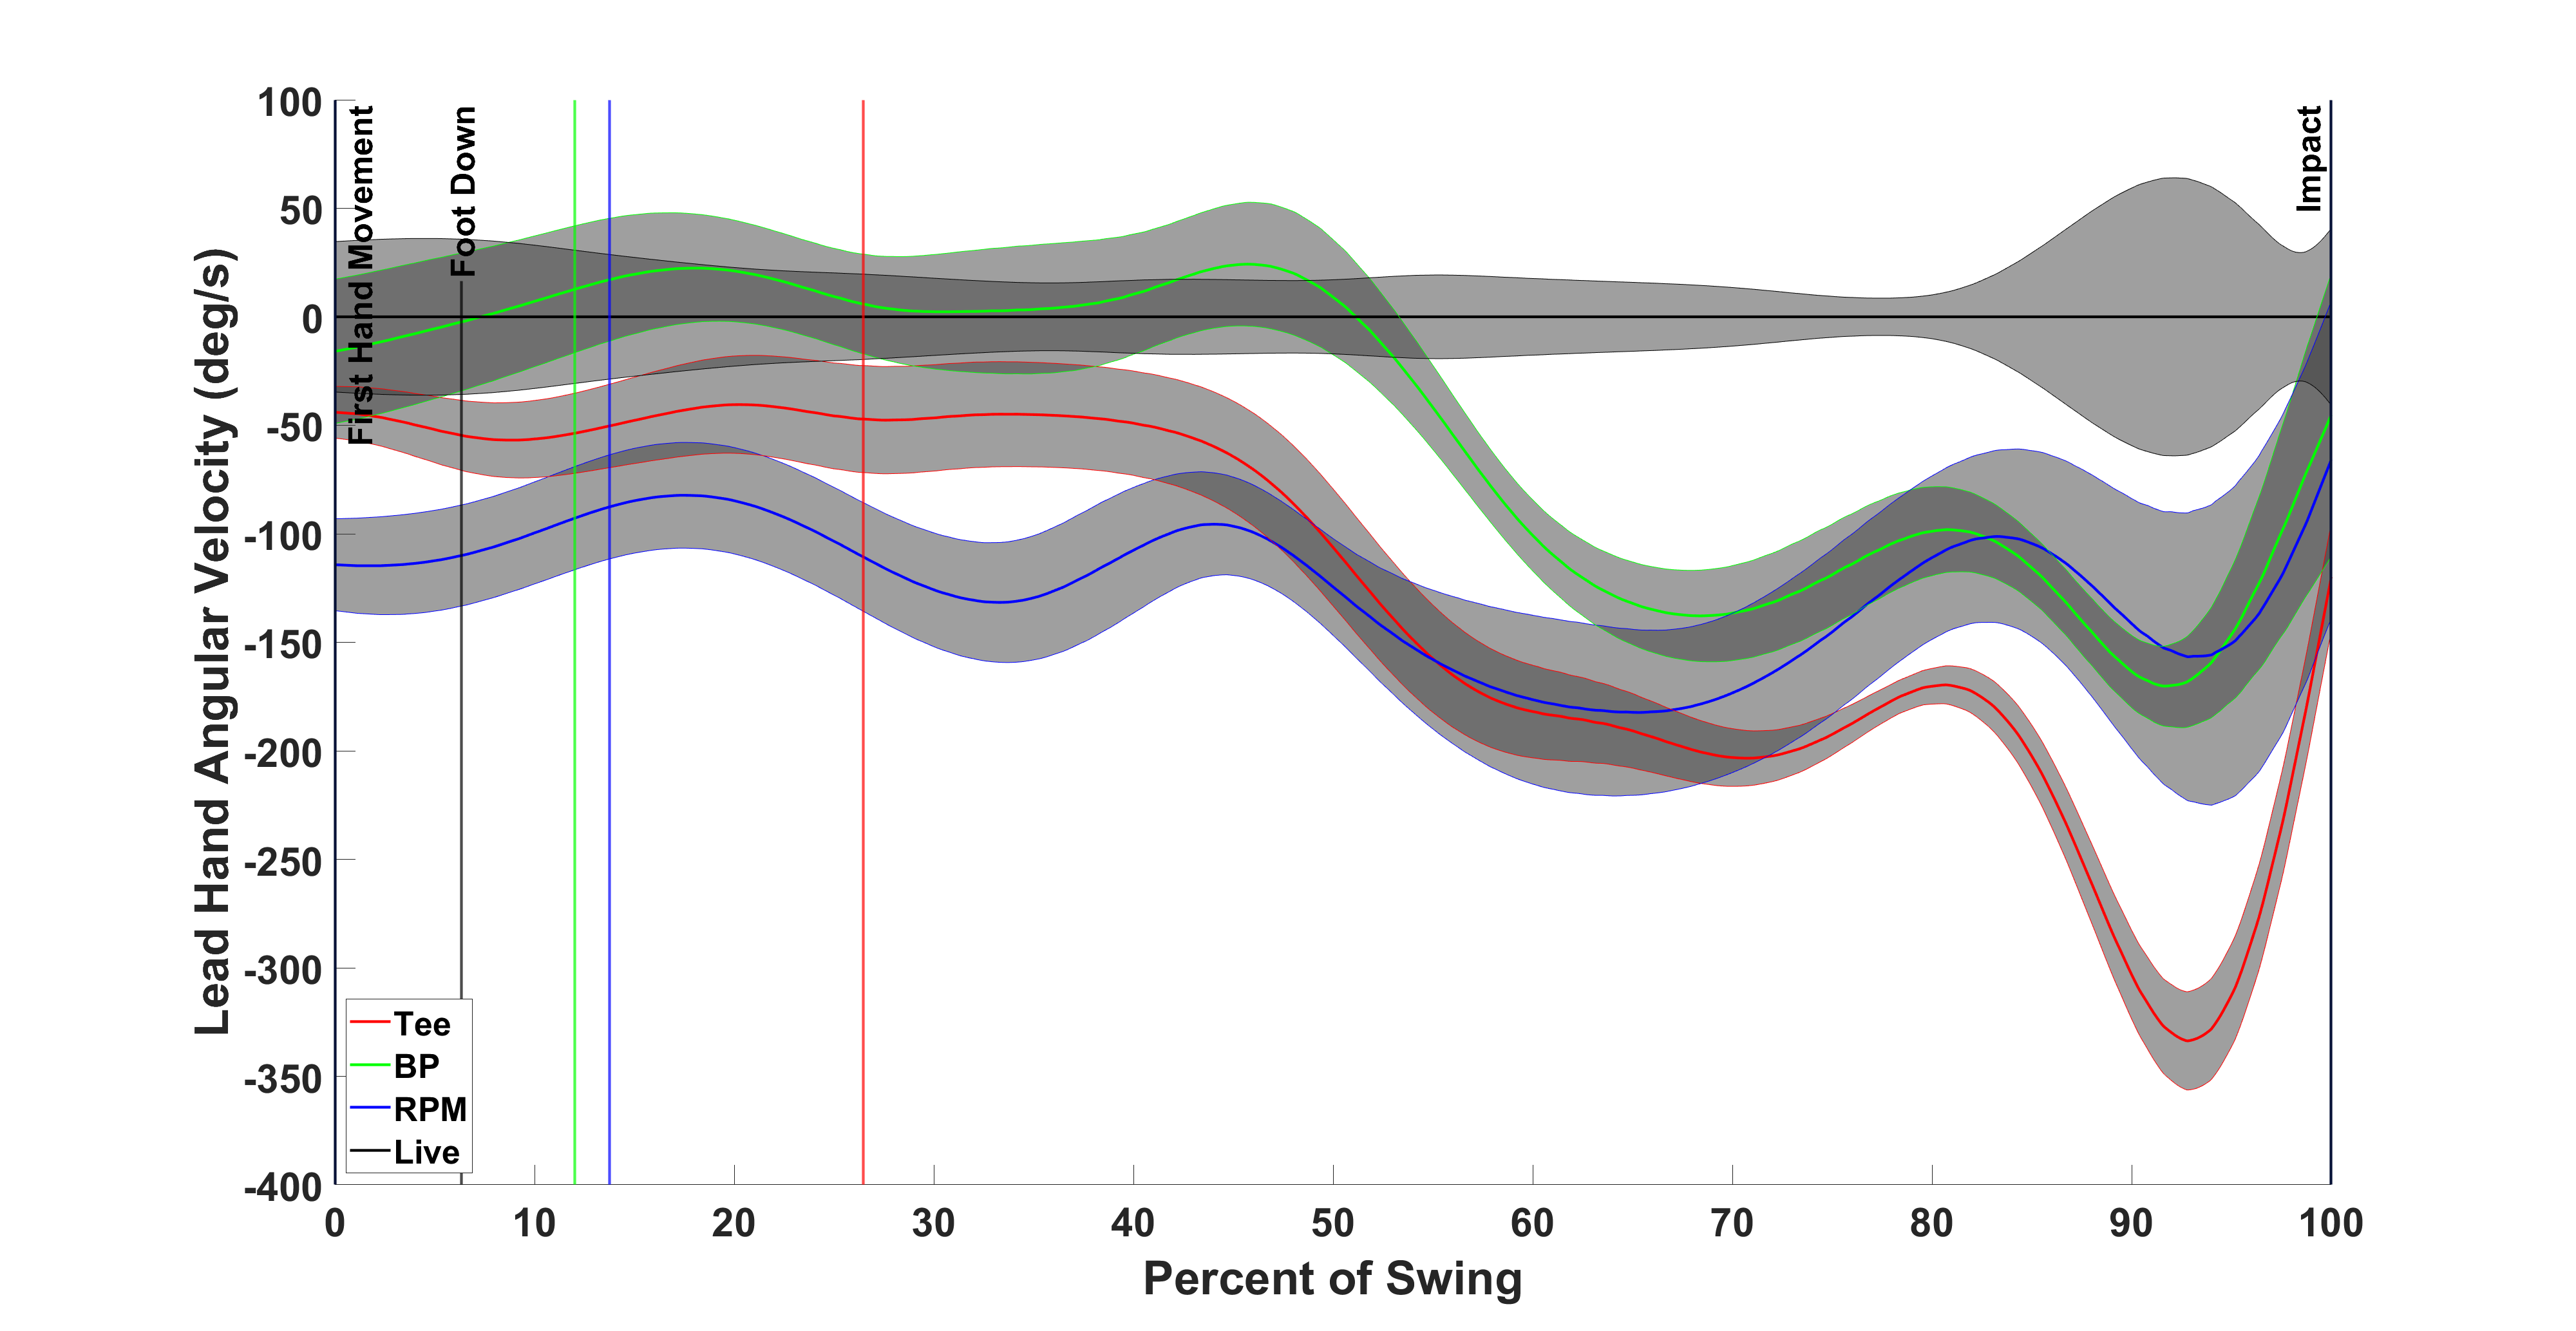 100
50
0
-50
-100
-150
-200
-250
-300
-350
-400
Lead Hand Angular Velocity (deg/s)
First Hand Movement
Foot Down
Impact
Tee
BP
RPM
Live
0 10 20 30 40 50 60 70 80 90 100
Percent of Swing